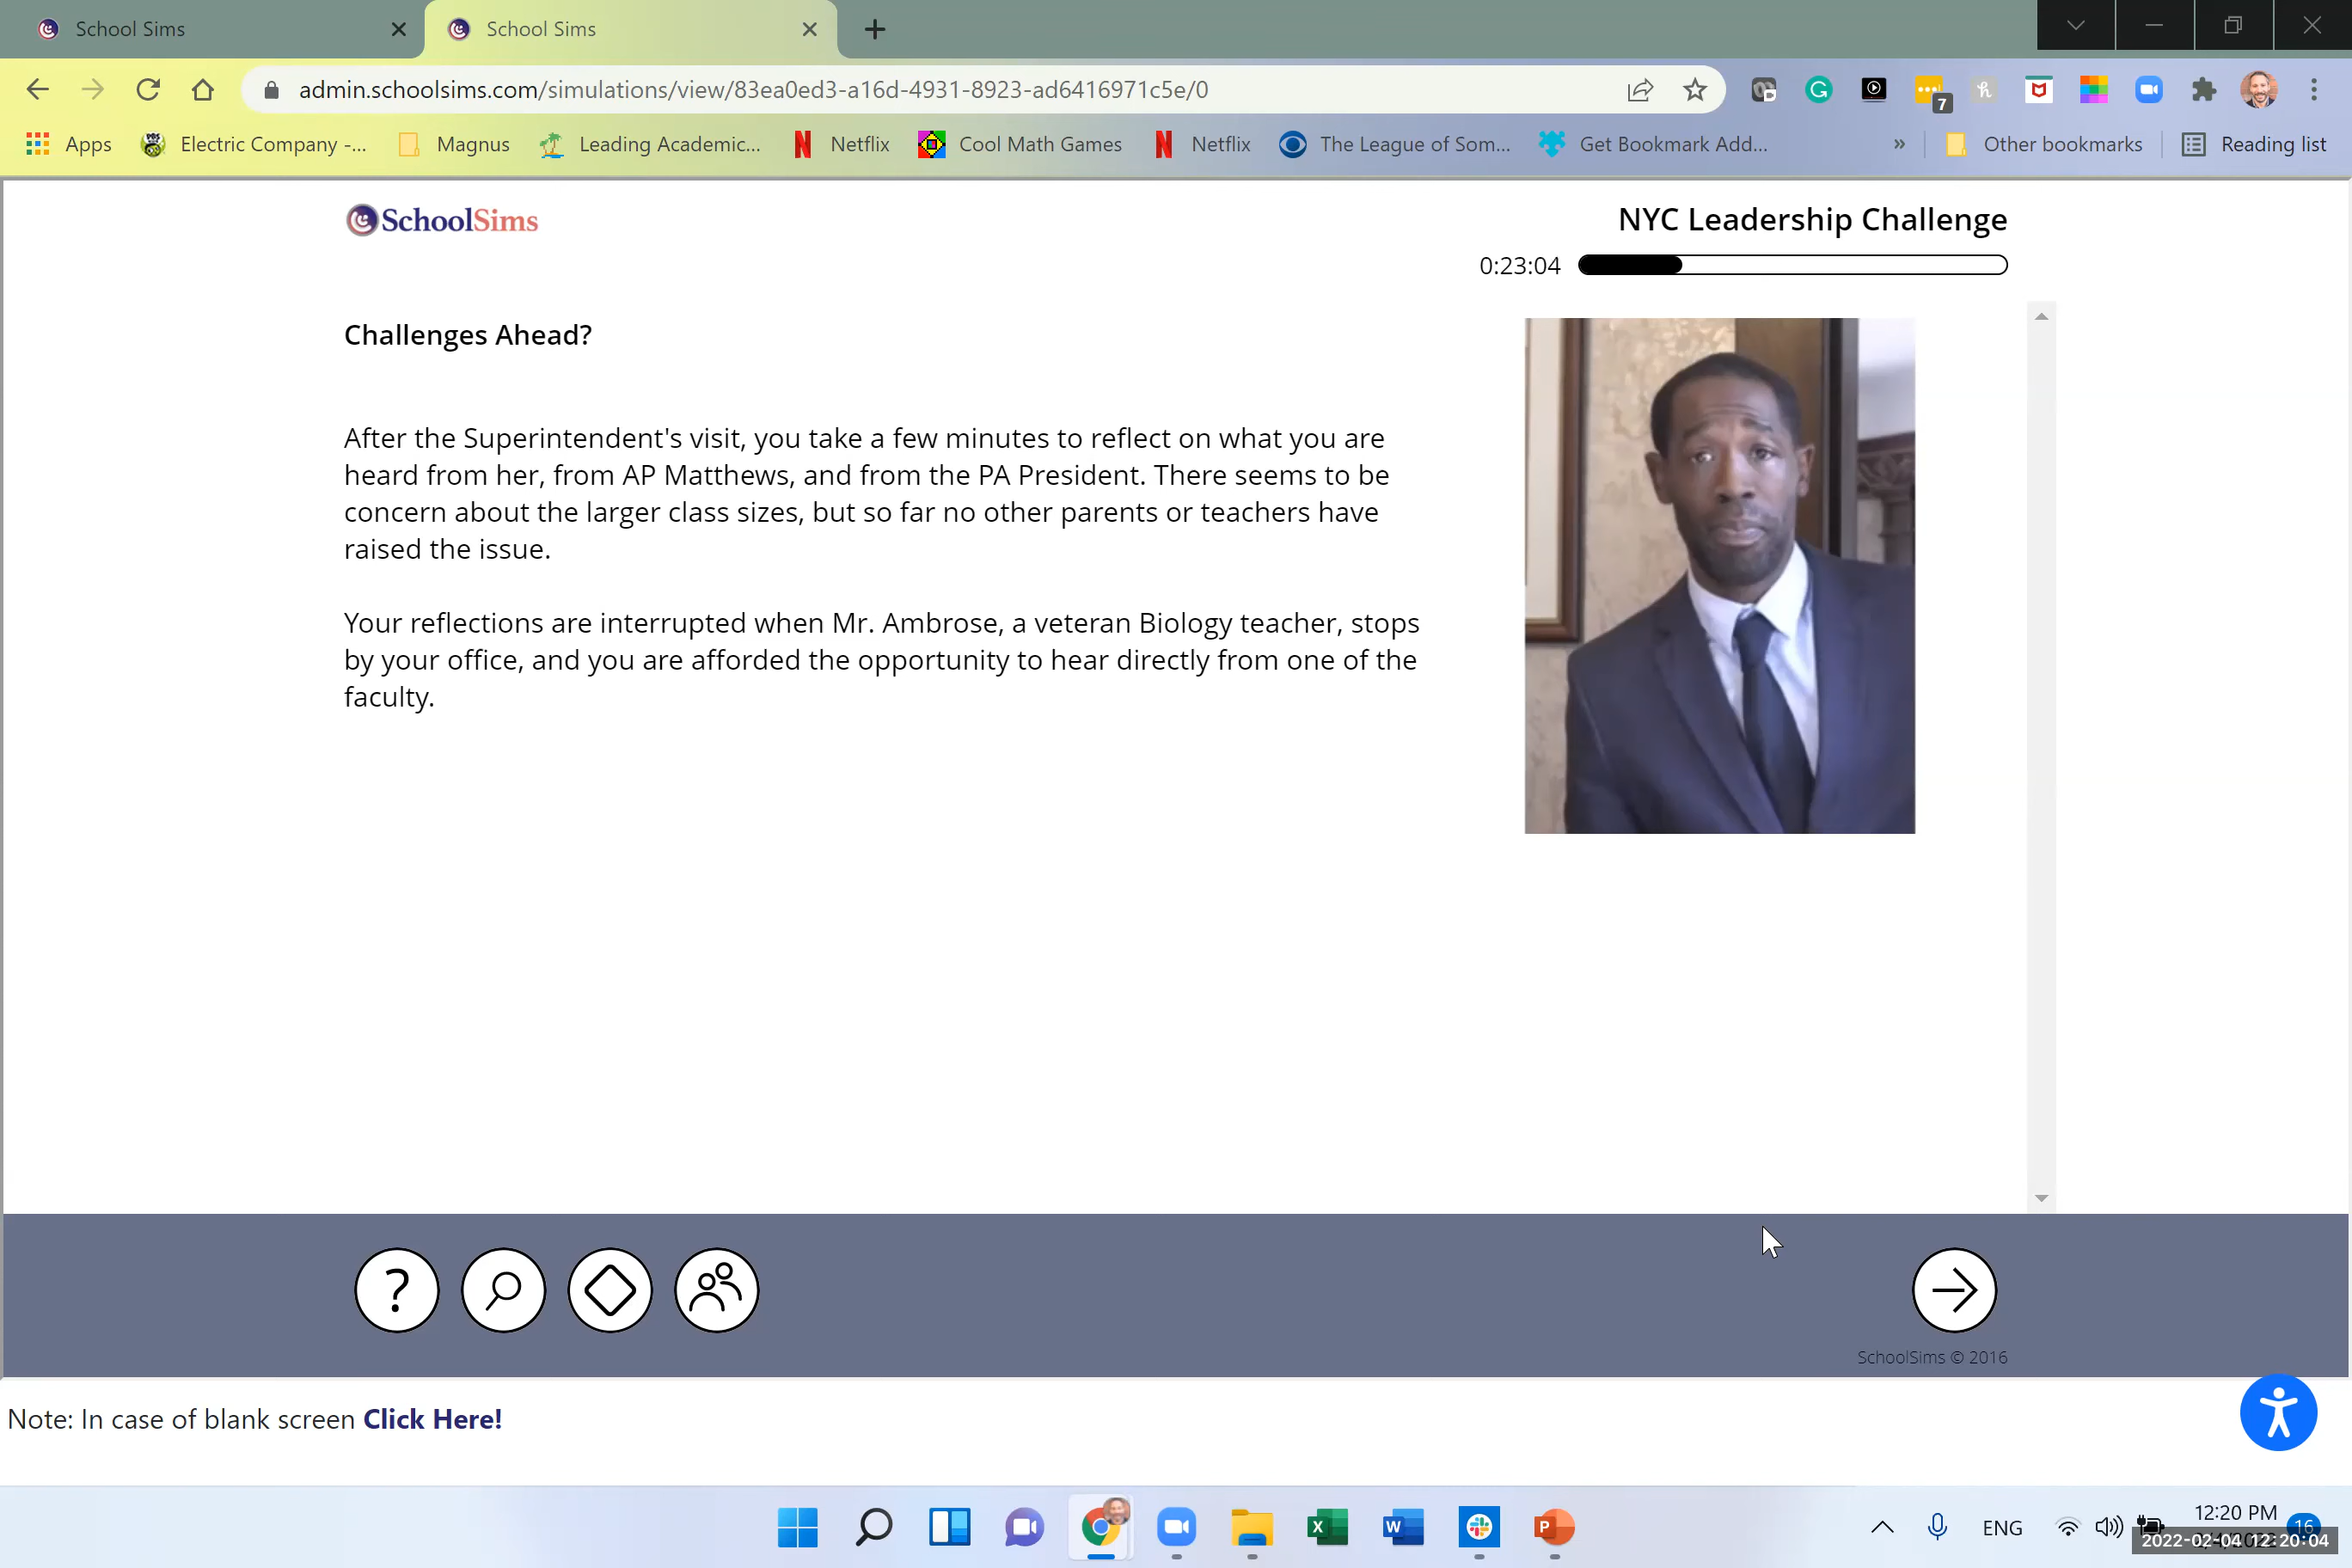 School Sims
School Sims
admin.schoolsims.com/simulations/view/83ea0ed3-a16d-4931-8923-ad6416971c5e/0
7
Apps
Electric Company -...
Magnus
Leading Academic...
Netflix
Cool Math Games
Netflix
The League of Som...
Get Bookmark Add...
»
Other bookmarks
Reading list
SchoolSims
NYC Leadership Challenge
0:23:04
Challenges Ahead?
After the Superintendent's visit, you take a few minutes to reflect on what you are
heard from her, from AP Matthews, and from the PA President. There seems to be
concern about the larger class sizes, but so far no other parents or teachers have
raised the issue.
Your reflections are interrupted when Mr. Ambrose, a veteran Biology teacher, stops
by your office, and you are afforded the opportunity to hear directly from one of the
faculty.
?
SchoolSims © 2016
Note: In case of blank screen Click Here!
ENG
12:20 PM
16
2022-02-04 12:20:04